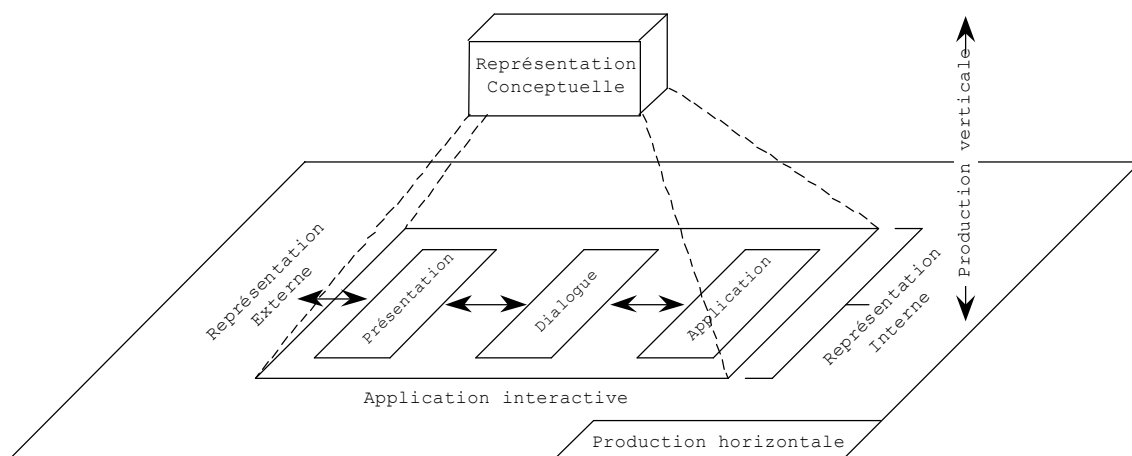 Représentation
Conceptuelle
Production verticale
Représentation
Externe
Présentation
Dialogue
Application
Représentation
Interne
Application interactive
Production horizontale